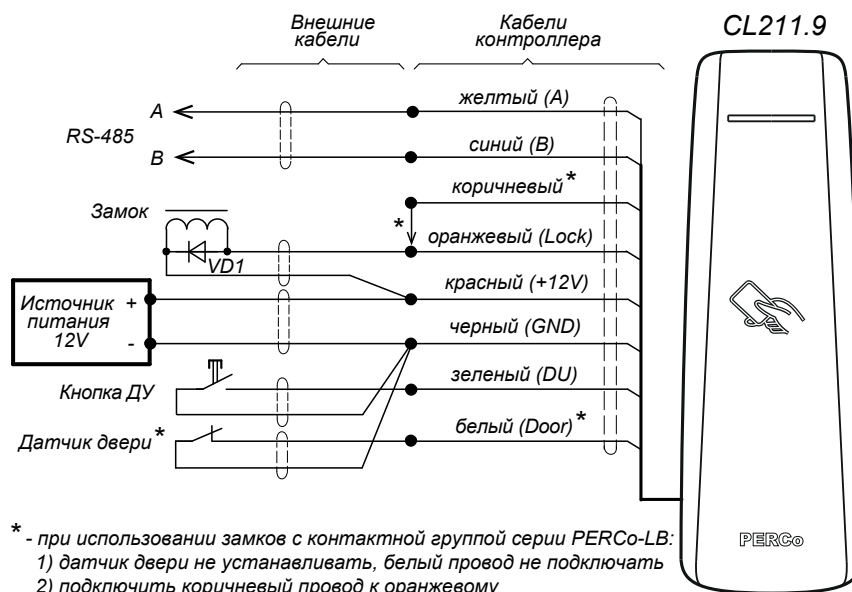 Внешние кабели
Кабели контроллера
CL211.9
A
желтый (A)
RS-485
B
синий (B)
коричневый*
Замок
*
оранжевый (Lock)
VD1
красный (+12V)
Источник питания 12V
+
-
черный (GND)
Кнопка ДУ
зеленый (DU)
Датчик двери*
белый (Door)*
* - при использовании замков с контактной группой серии PERCo-LB:
1) датчик двери не устанавливать, белый провод не подключать
2) подключить коричневый провод к оранжевому
PERCo